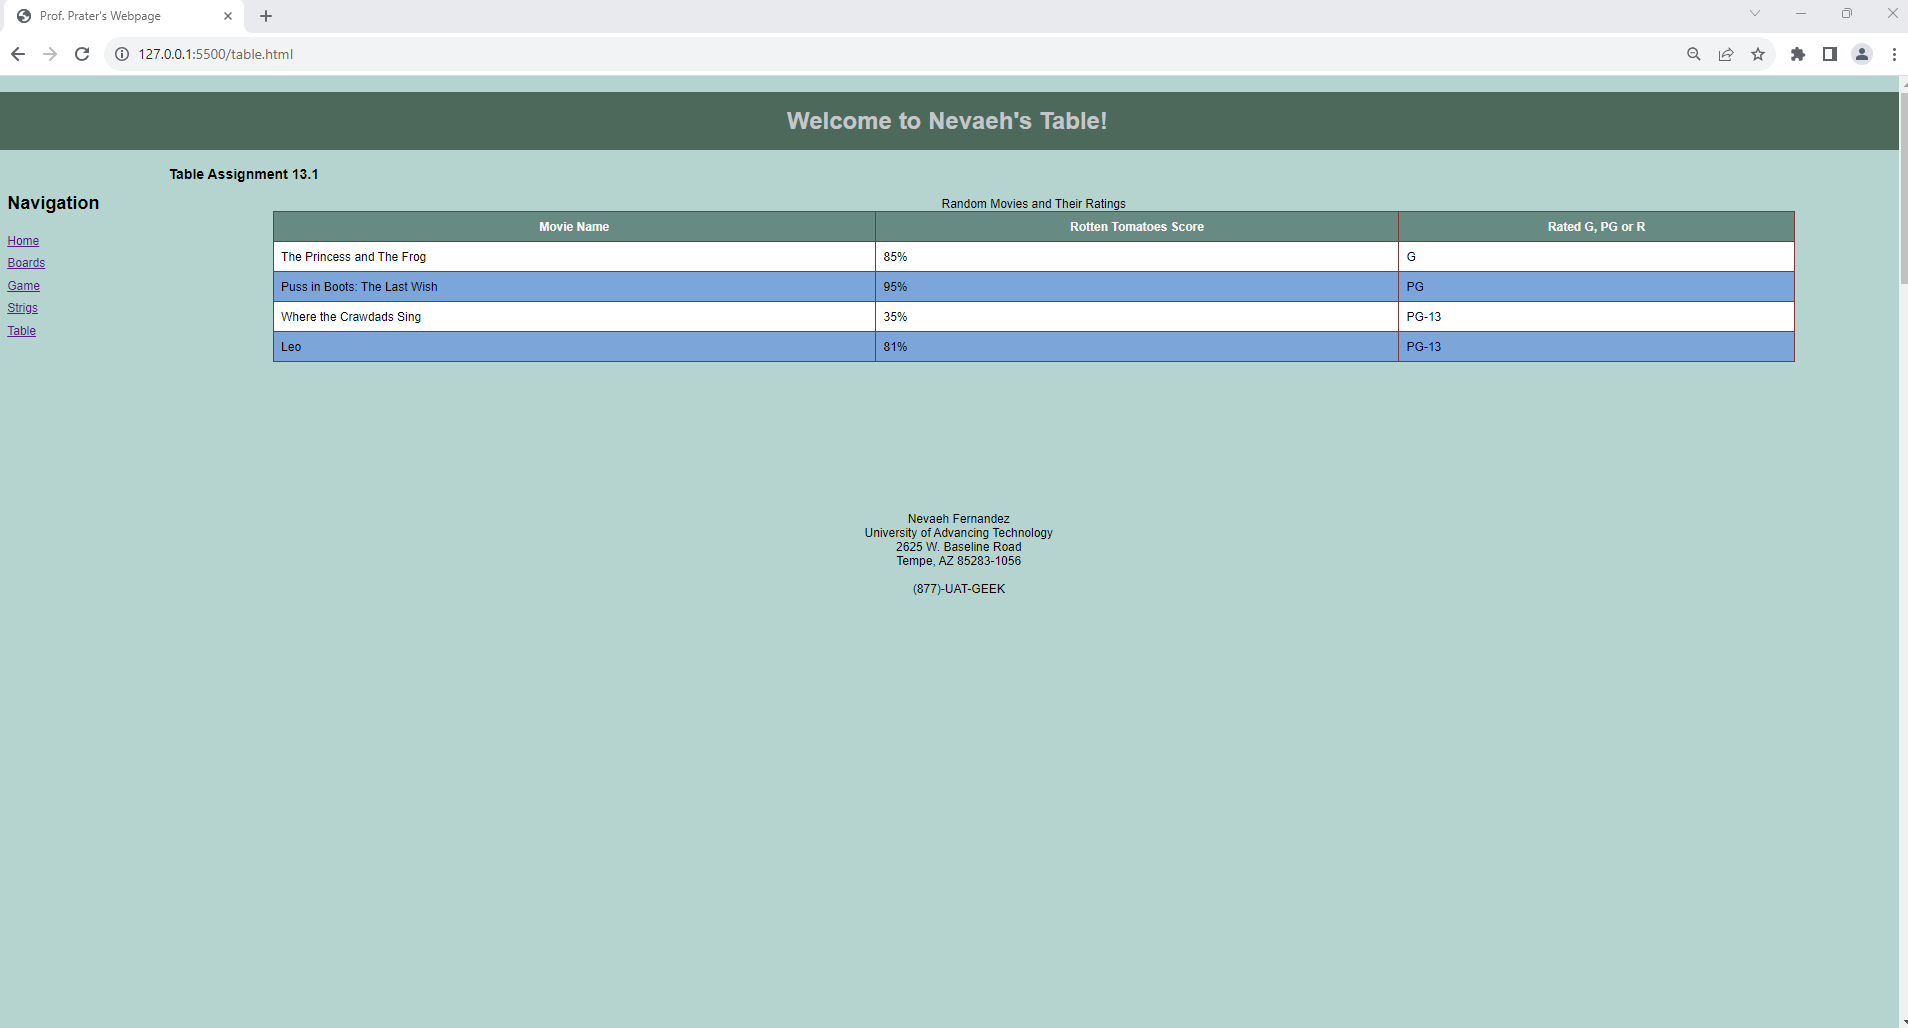 Prof. Prater's Webpage
127.0.0.1:5500/table.html
Welcome to Nevaeh's Table!
Table Assignment 13.1
Navigation
Home
Boards
Game
Strigs
Table
Random Movies and Their Ratings
Movie Name Rotten Tomatoes Score Rated G, PG or R
The Princess and The Frog 85% G
Puss in Boots: The Last Wish 95% PG
Where the Crawdads Sing 35% PG-13
Leo 81% PG-13
Nevaeh Fernandez
University of Advancing Technology
2625 W. Baseline Road
Tempe, AZ 85283-1056
(877)-UAT-GEEK